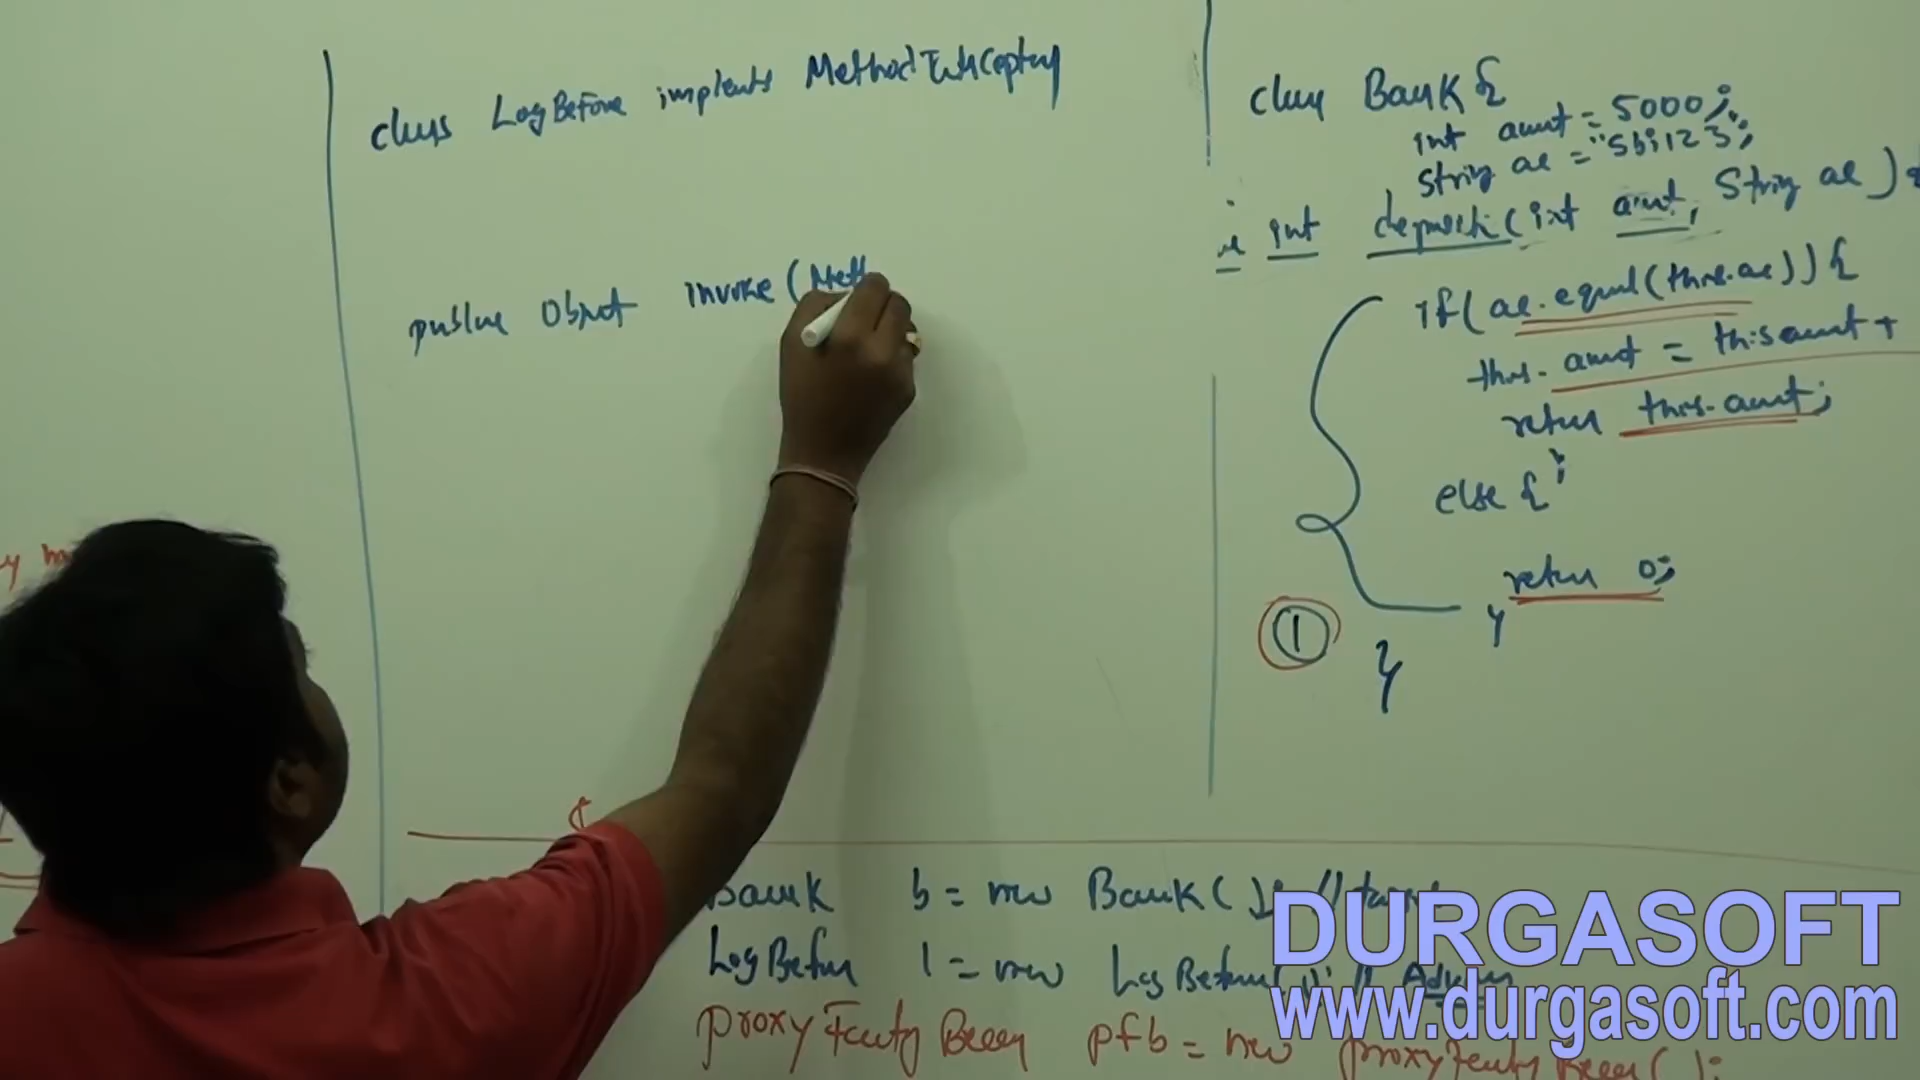 class LogBefore implements MethodInterceptor
public Object invoke(Meth
class Bank {
int amt = 5000;
String ac = "Sbi123";
int deposit(int amt, String ac) {
if(ac.equal(this.ac)) {
this.amt = this.amt +
return this.amt;
}
else {
return 0;
}
1
}
Bank b = new Bank(); //
LogBefore l = new LogBefore(); //
ProxyFactoryBean pfb = new ProxyFactoryBean();
DURGASOFT
www.durgasoft.com